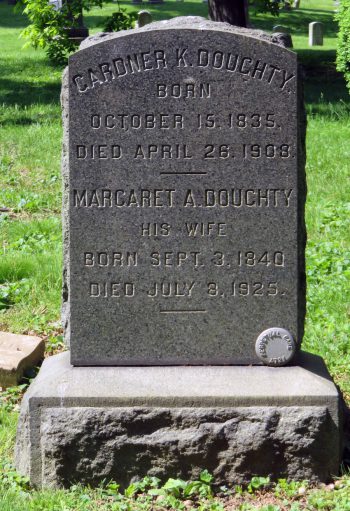 GARDNER K. DOUGHTY.
BORN
OCTOBER 15, 1835.
DIED APRIL 26, 1908.
MARGARET A. DOUGHTY
HIS WIFE
BORN SEPT. 3, 1840
DIED JULY 9, 1925.